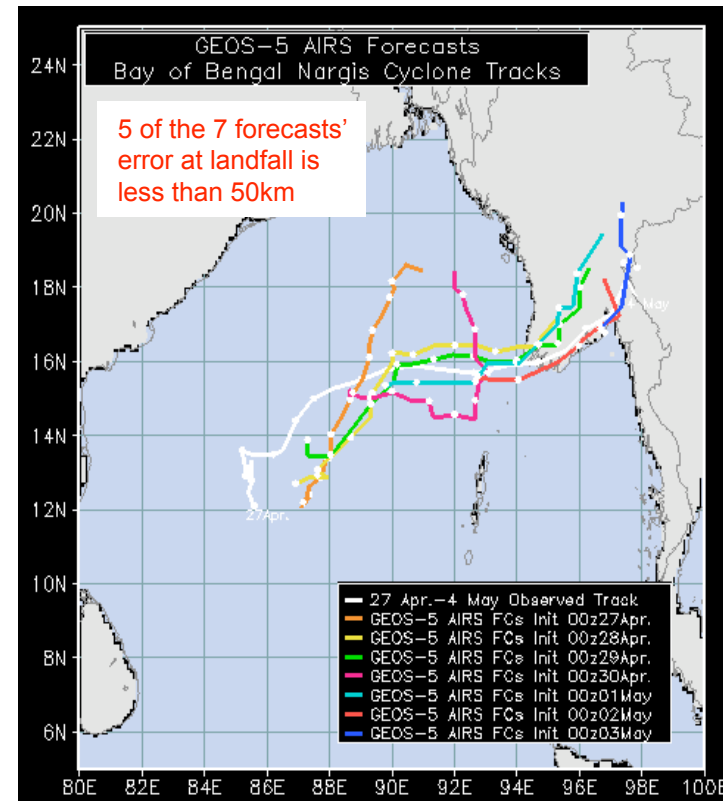 GEOS-5 AIRS Forecasts
Bay of Bengal Nargis Cyclone Tracks
5 of the 7 forecasts'
error at landfall is
less than 50km
24N
22N
20N
18N
16N
14N
12N
10N
8N
6N
4 May
27Apr.
27 Apr.-4 May Observed Track
GEOS-5 AIRS FCs Init 00z27Apr.
GEOS-5 AIRS FCs Init 00z28Apr.
GEOS-5 AIRS FCs Init 00z29Apr.
GEOS-5 AIRS FCs Init 00z30Apr.
GEOS-5 AIRS FCs Init 00z01May
GEOS-5 AIRS FCs Init 00z02May
GEOS-5 AIRS FCs Init 00z03May
80E 82E 84E 86E 88E 90E 92E 94E 96E 98E 100E